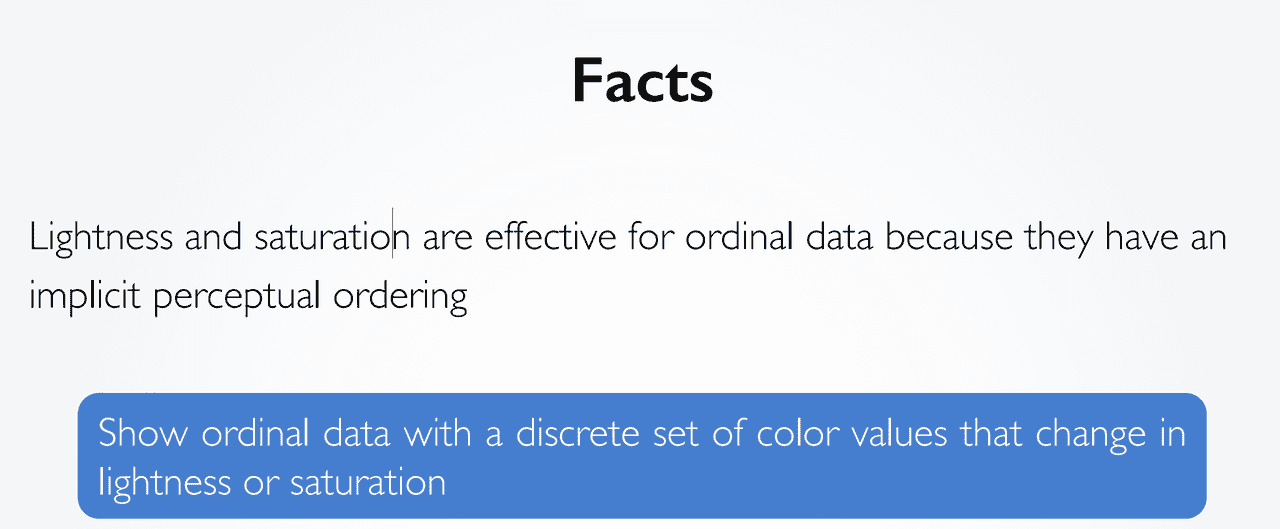 Facts
Lightness and saturation are effective for ordinal data because they have an
implicit perceptual ordering
Show ordinal data with a discrete set of color values that change in
lightness or saturation